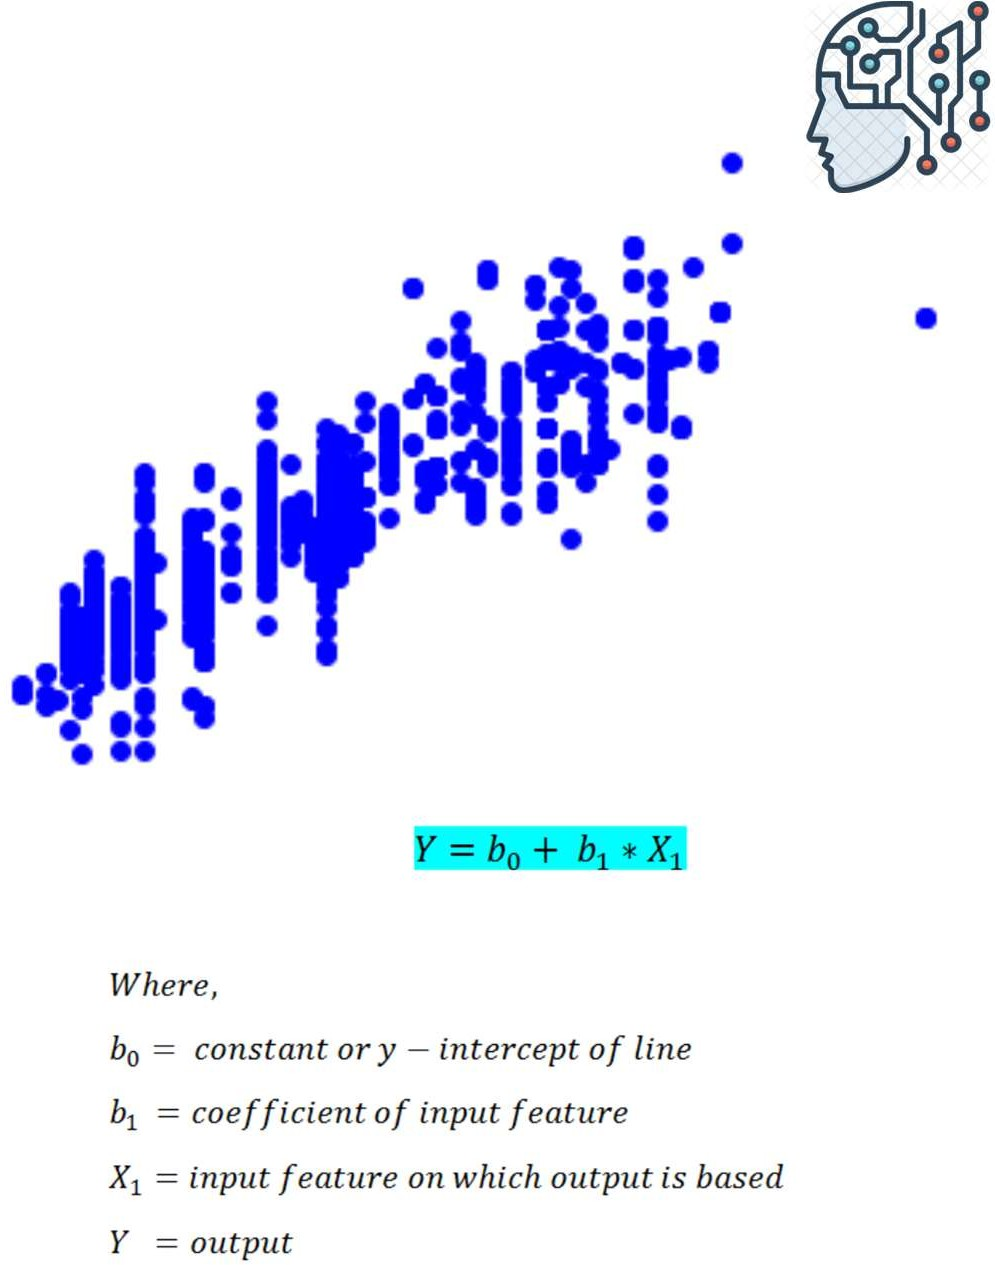 Y = b₀ + b₁ * X₁
Where,
b₀ = constant or y − intercept of line
b₁ = coefficient of input feature
X₁ = input feature on which output is based
Y = output